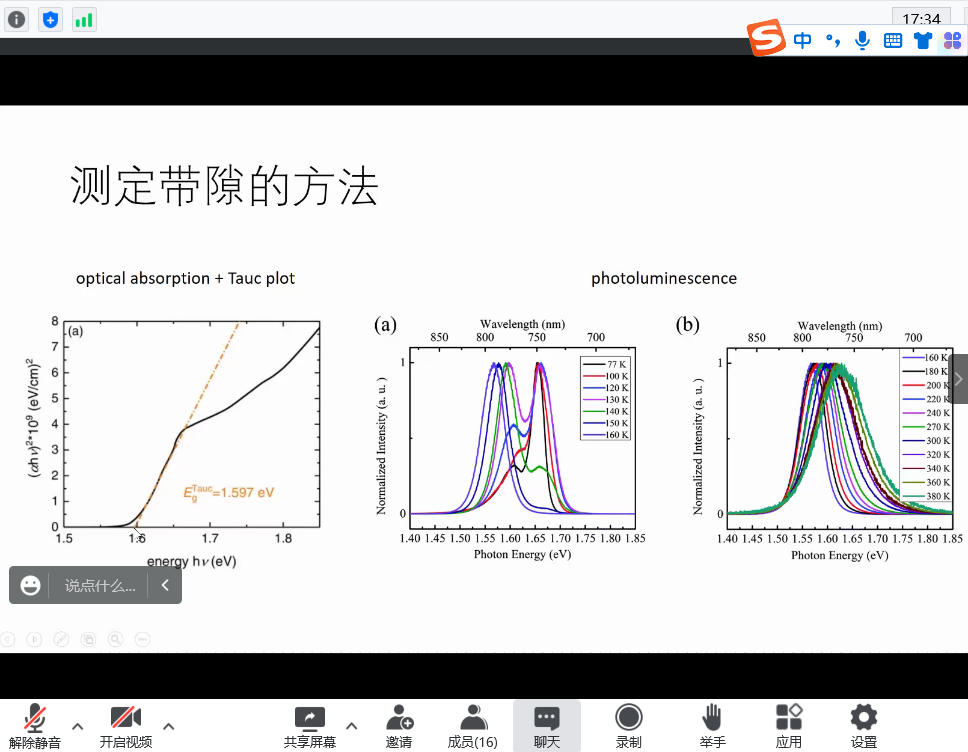 17:34
中
测定带隙的方法
optical absorption + Tauc plot
photoluminescence
(a)
8
7
6
5
4
3
2
1
0
(αhν)²*10⁹ (eV/cm)²
E_g^Tauc=1.597 eV
1.5 1.6 1.7 1.8
energy hν (eV)
(a)
Wavelength (nm)
850 800 750 700
1
0
Normalized Intensity (a. u. )
77 K
100 K
120 K
130 K
140 K
150 K
160 K
1.40 1.45 1.50 1.55 1.60 1.65 1.70 1.75 1.80 1.85
Photon Energy (eV)
(b)
Wavelength (nm)
850 800 750 700
1
0
Normalized Intensity (a. u. )
160 K
180 K
200 K
220 K
240 K
270 K
300 K
320 K
340 K
360 K
380 K
1.40 1.45 1.50 1.55 1.60 1.65 1.70 1.75 1.80 1.85
Photon Energy (eV)
说点什么...
解除静音 开启视频 共享屏幕 邀请 成员(16) 聊天 录制 举手 应用 设置